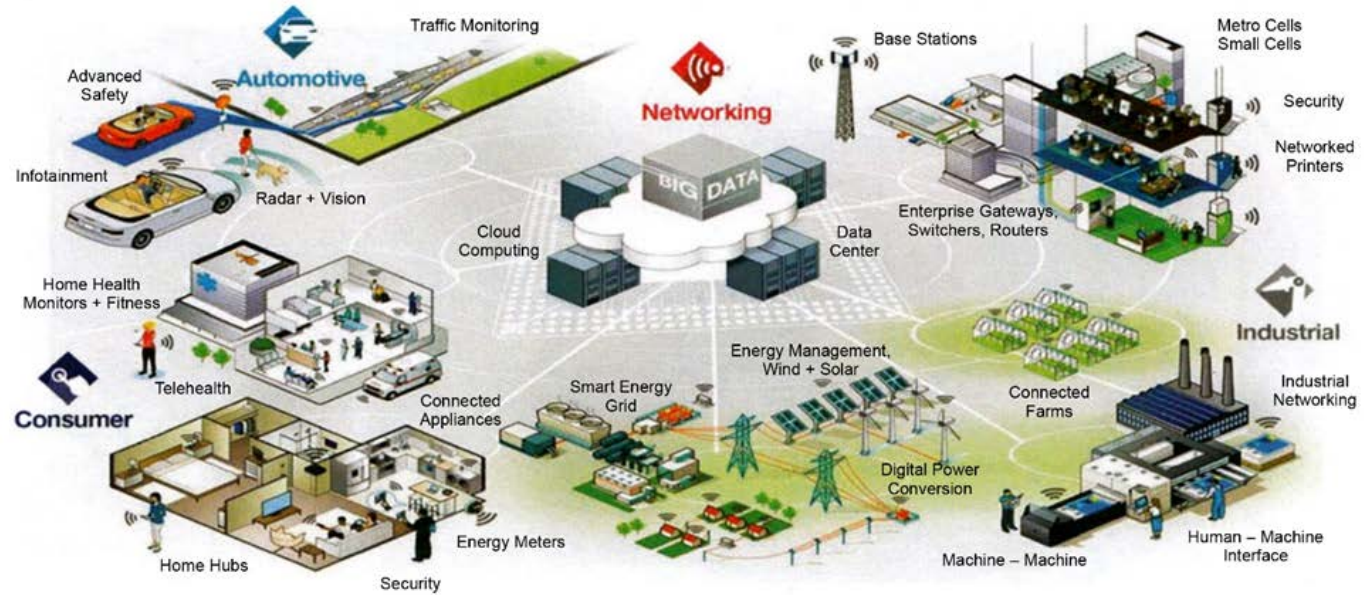 Traffic Monitoring
Automotive
Advanced
Safety
Infotainment
Radar + Vision
Networking
Base Stations
Metro Cells
Small Cells
Security
Networked
Printers
Enterprise Gateways,
Switchers, Routers
BIG DATA
Cloud
Computing
Data
Center
Home Health
Monitors + Fitness
Telehealth
Consumer
Connected
Appliances
Smart Energy
Grid
Energy Management,
Wind + Solar
Connected
Farms
Industrial
Industrial
Networking
Digital Power
Conversion
Home Hubs
Security
Energy Meters
Machine – Machine
Human – Machine
Interface